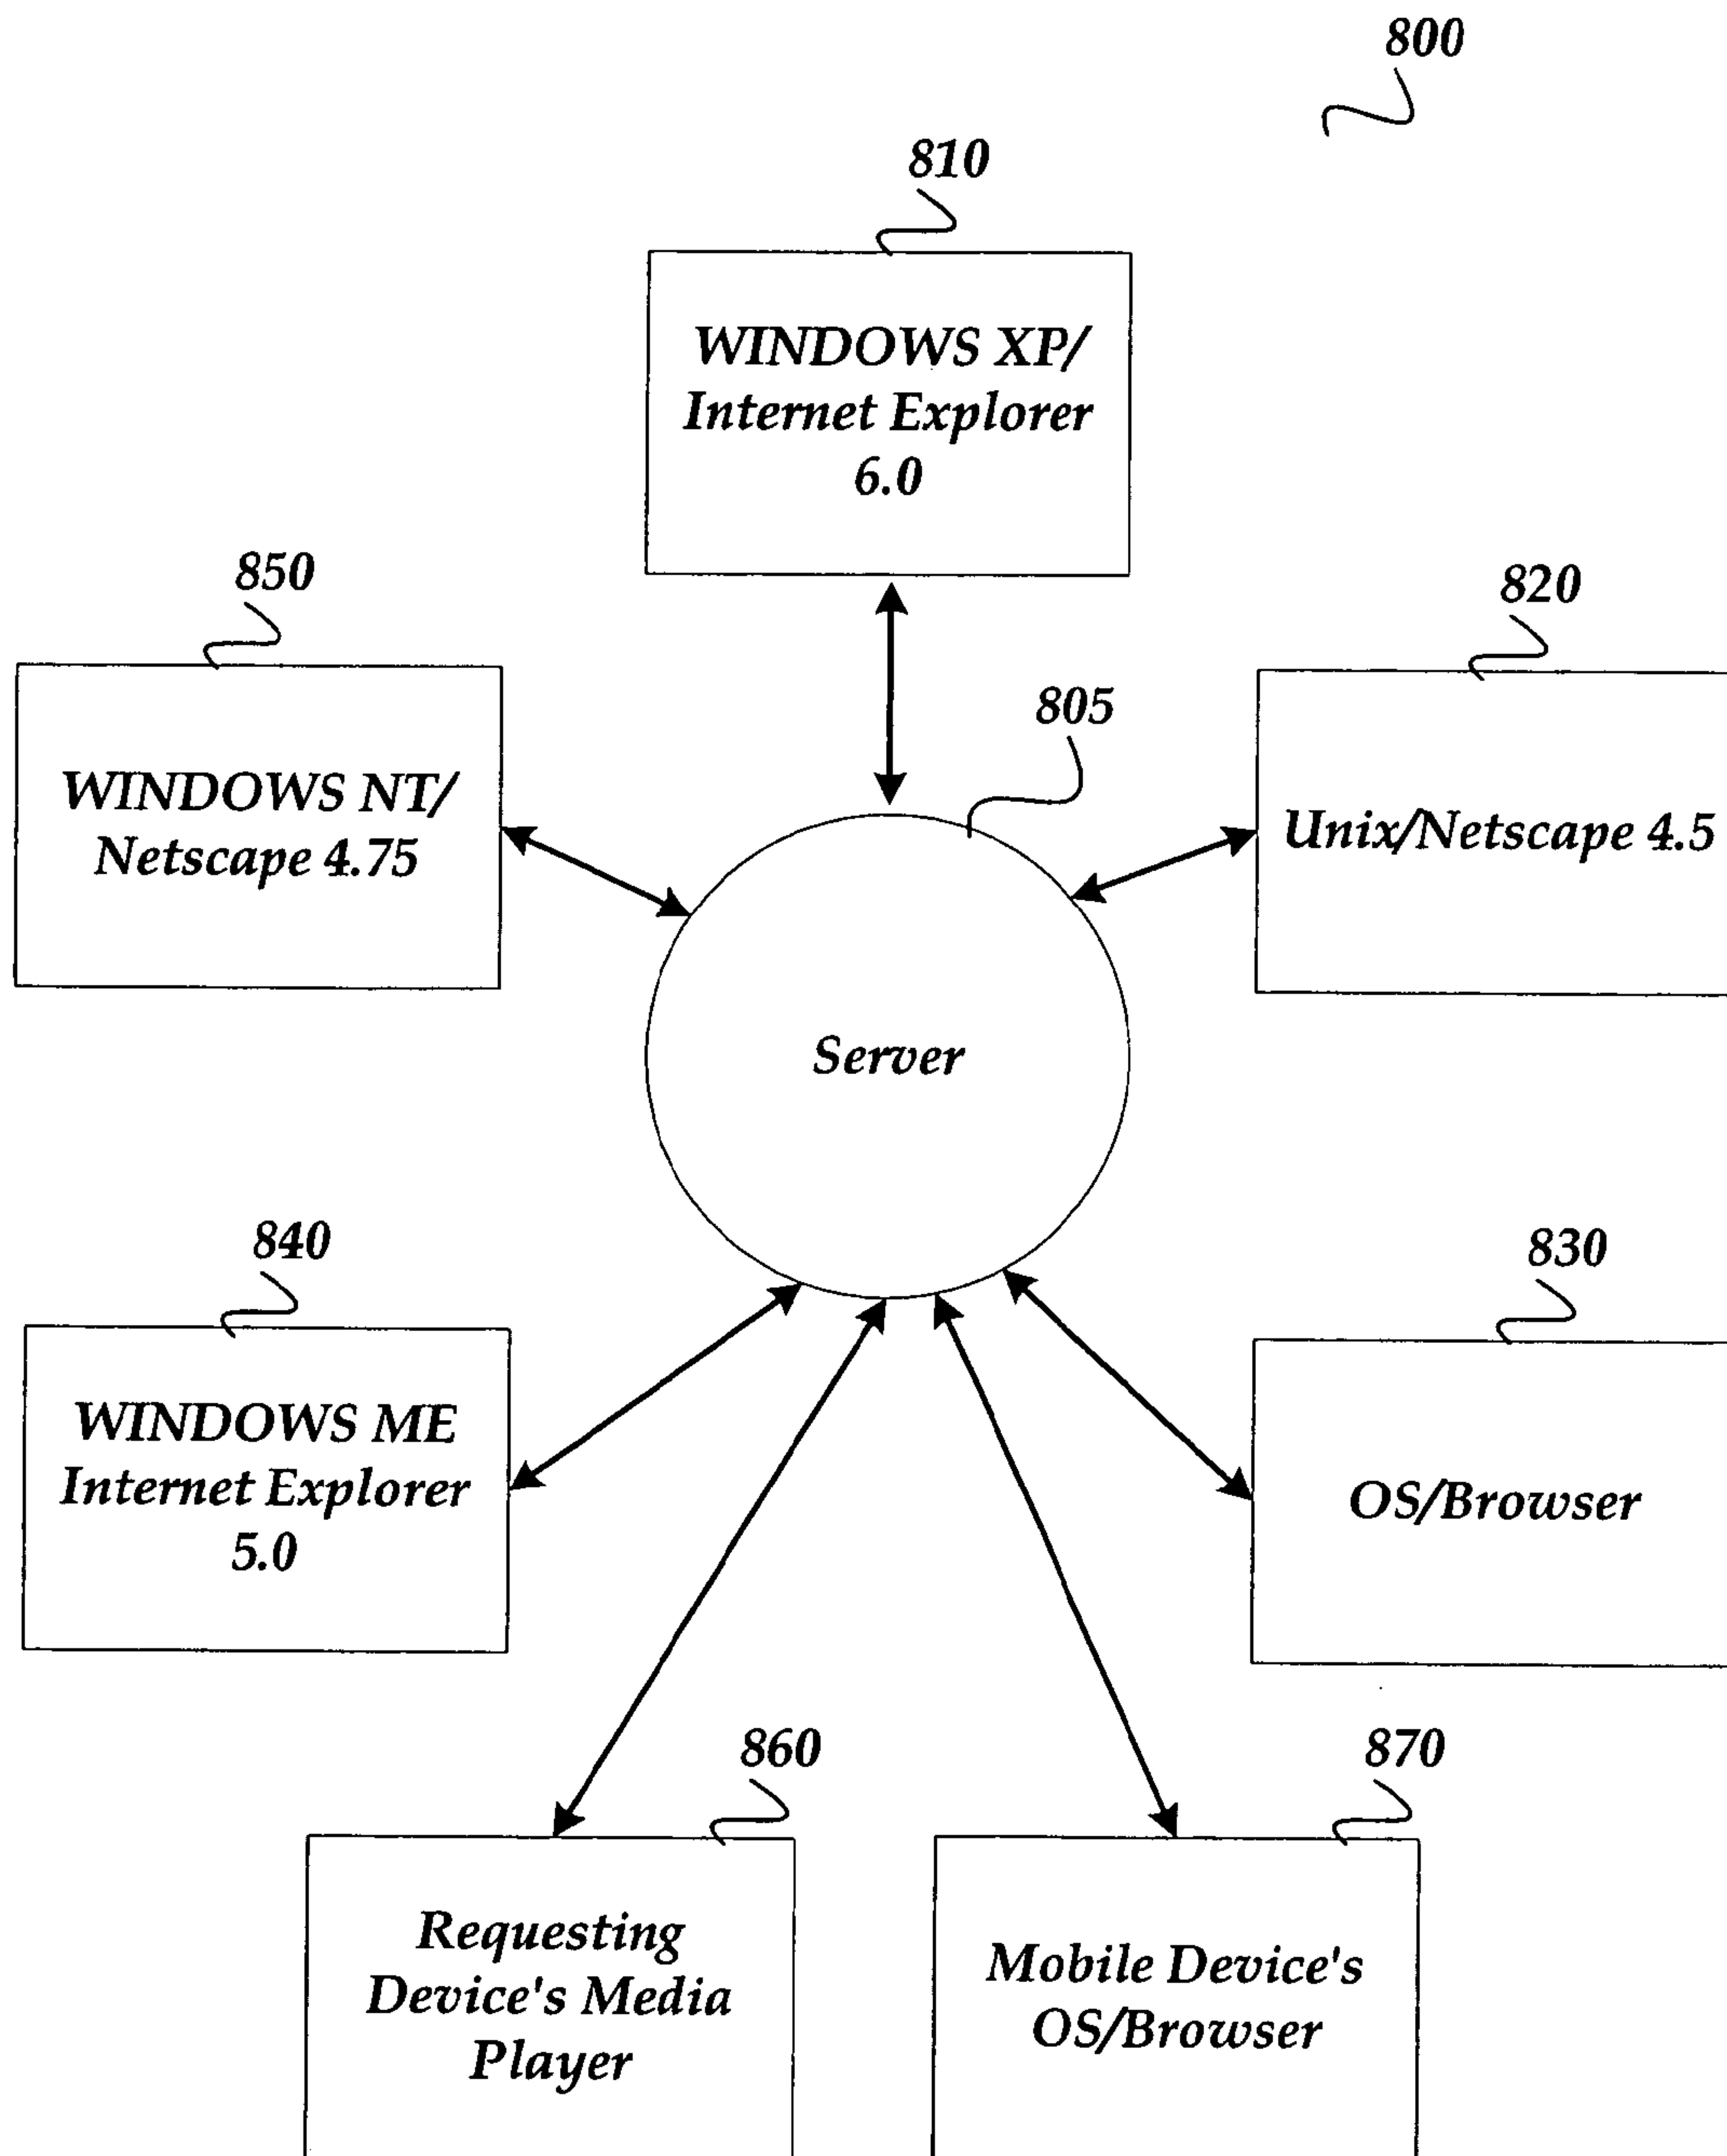 800
810
WINDOWS XP/
Internet Explorer
6.0
850
820
805
WINDOWS NT/
Netscape 4.75
Unix/Netscape 4.5
Server
840
830
WINDOWS ME
Internet Explorer
5.0
OS/Browser
860
870
Requesting
Device's Media
Player
Mobile Device's
OS/Browser